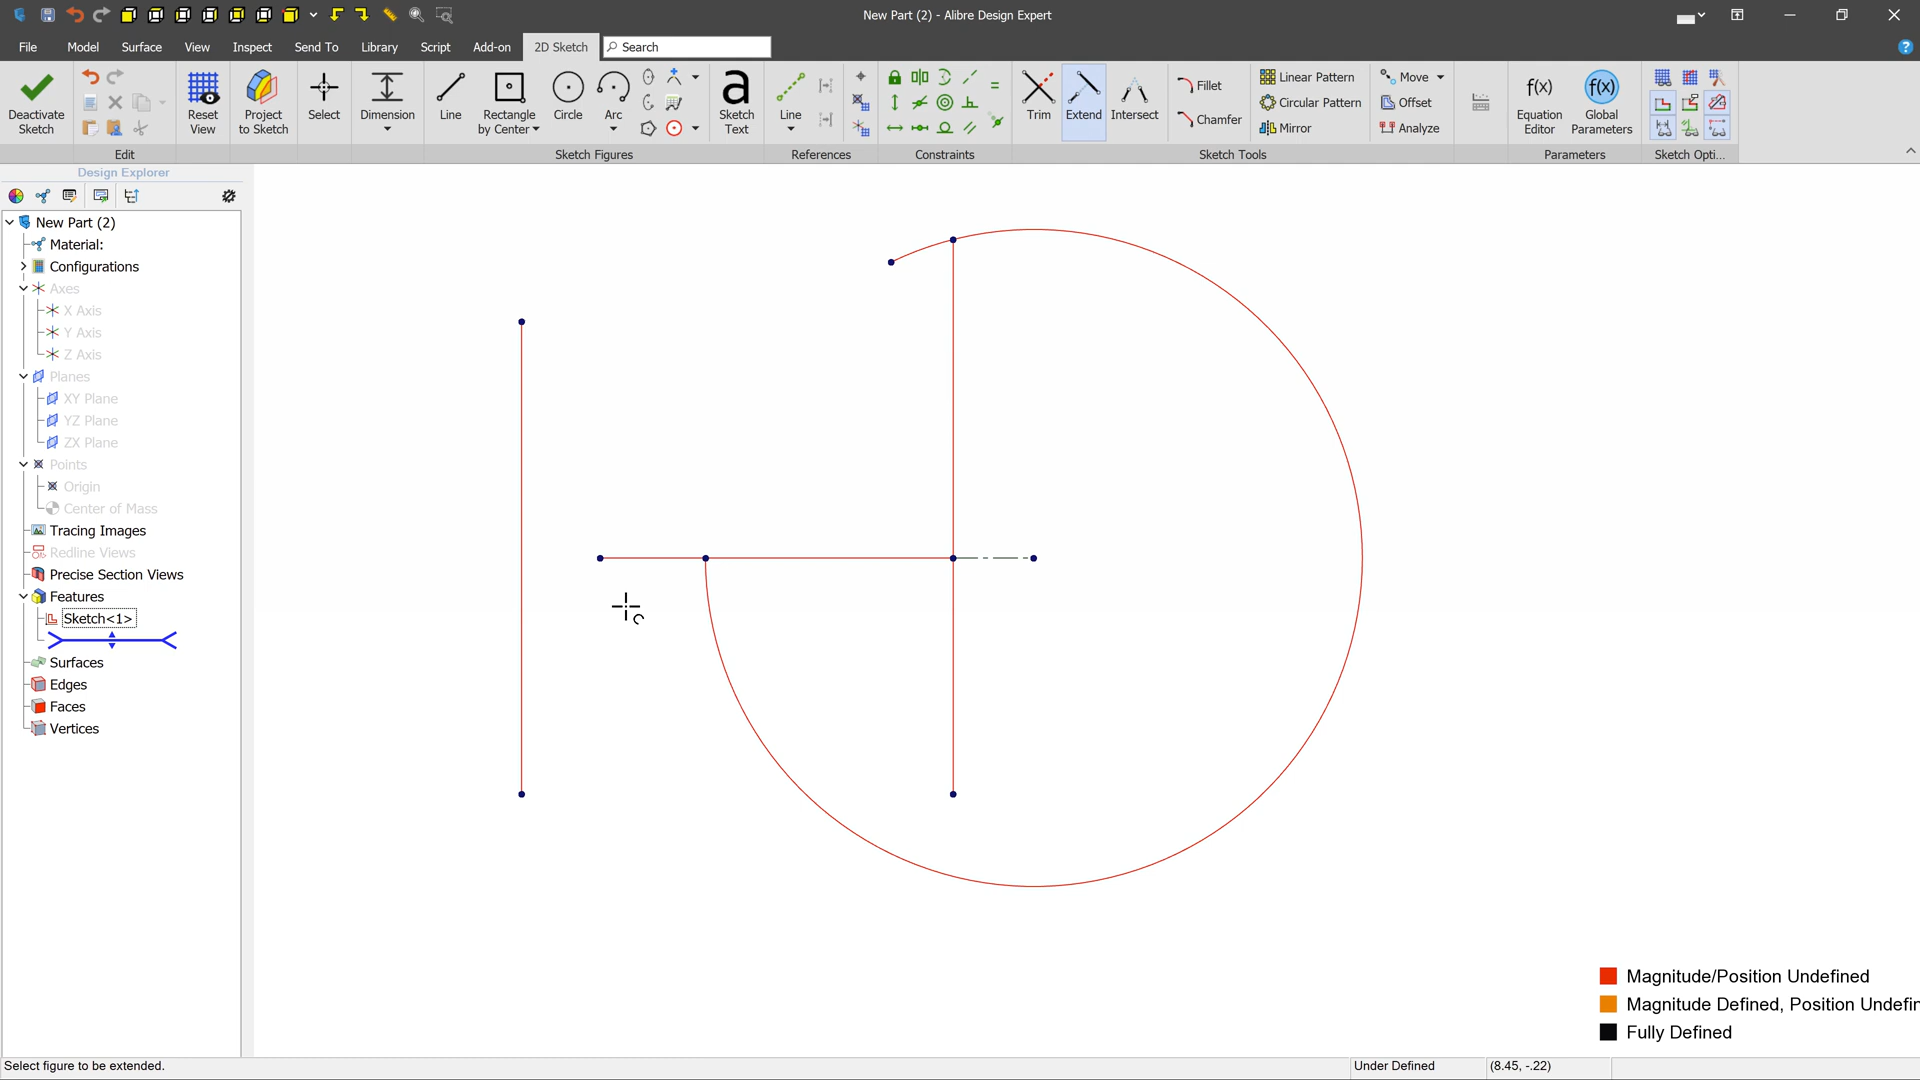 New Part (2) - Alibre Design Expert
File
Model
Surface
View
Inspect
Send To
Library
Script
Add-on
2D Sketch
Search
Deactivate
Sketch
Reset
View
Project
to Sketch
Select
Dimension
Line
Rectangle
by Center
Circle
Arc
a
Sketch
Text
Line
Trim
Extend
Intersect
Fillet
Chamfer
Linear Pattern
Circular Pattern
Mirror
Move
Offset
Analyze
f(x)
Equation
Editor
f(x)
Global
Parameters
Edit
Sketch Figures
References
Constraints
Sketch Tools
Parameters
Sketch Opti...
Design Explorer
New Part (2)
Material:
Configurations
Axes
X Axis
Y Axis
Z Axis
Planes
XY Plane
YZ Plane
ZX Plane
Points
Origin
Center of Mass
Tracing Images
Redline Views
Precise Section Views
Features
Sketch<1>
Surfaces
Edges
Faces
Vertices
Magnitude/Position Undefined
Magnitude Defined, Position Undefin
Fully Defined
Select figure to be extended.
Under Defined
(8.45, -.22)